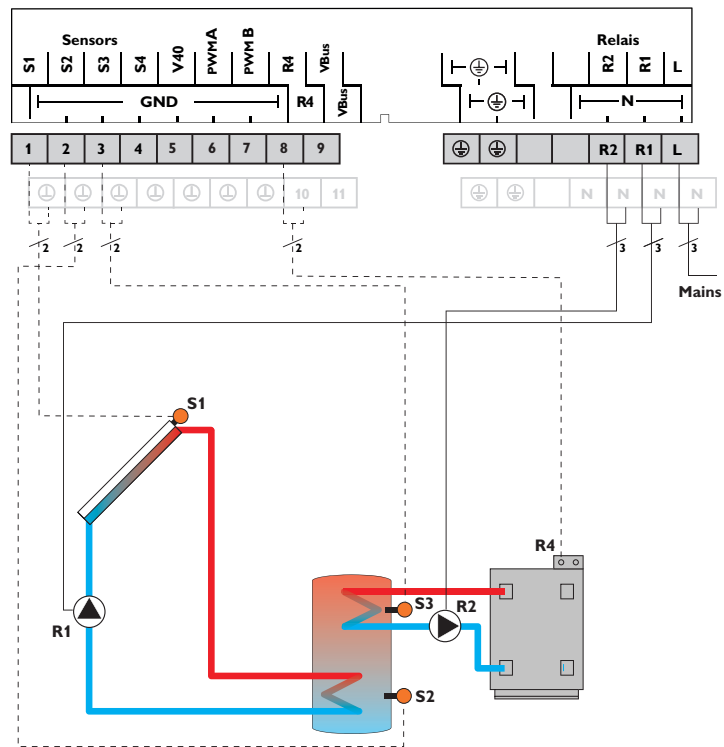 Sensors
Relais
S1 S2 S3 S4 V40 PWM A PWM B R4 VBus
R2 R1 L
GND R4 VBus
N
1 2 3 4 5 6 7 8 9
R2 R1 L
10 11
N N N N
2 2 2 2
3 3 3
Mains
S1
R4
S3 R2
R1
S2